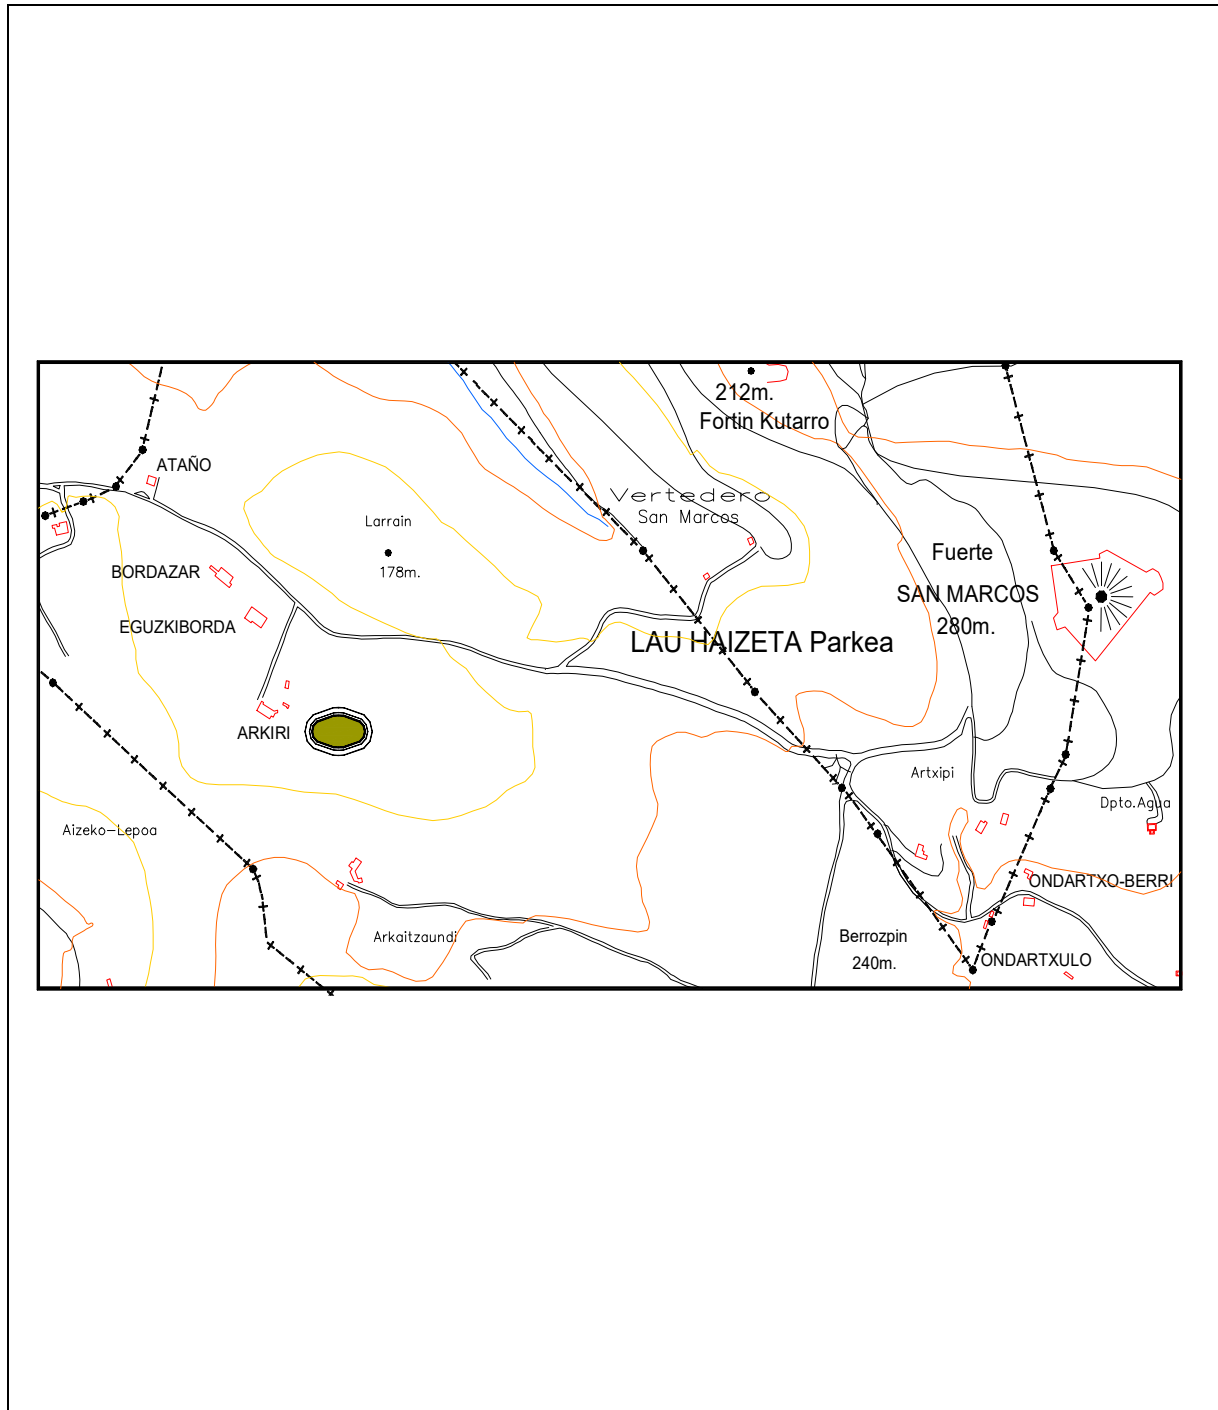 212m.
Fortin Kutarro
ATAÑO
Vertedero
San Marcos
Larrain
178m.
Fuerte
SAN MARCOS
280m.
BORDAZAR
EGUZKIBORDA
LAU HAIZETA Parkea
ARKIRI
Artxipi
Dpto.Agua
Aizeko-Lepoa
ONDARTXO-BERRI
Arkaitzaundi
Berrozpin
240m.
ONDARTXULO